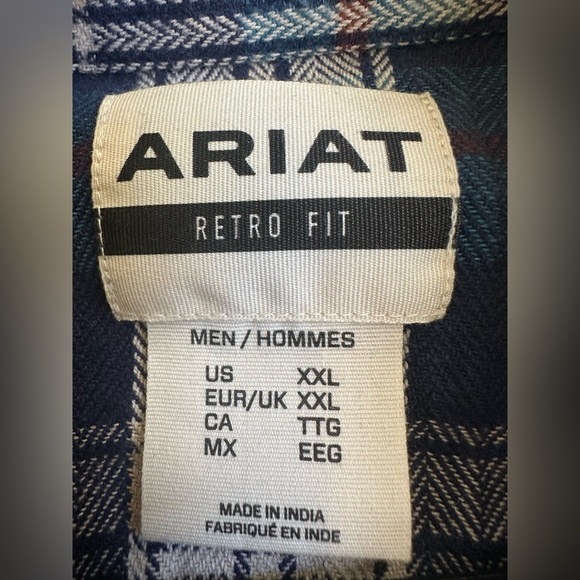 ARIAT
RETRO FIT
MEN / HOMMES
US XXL
EUR/UK XXL
CA TTG
MX EEG
MADE IN INDIA
FABRIQUÉ EN INDE